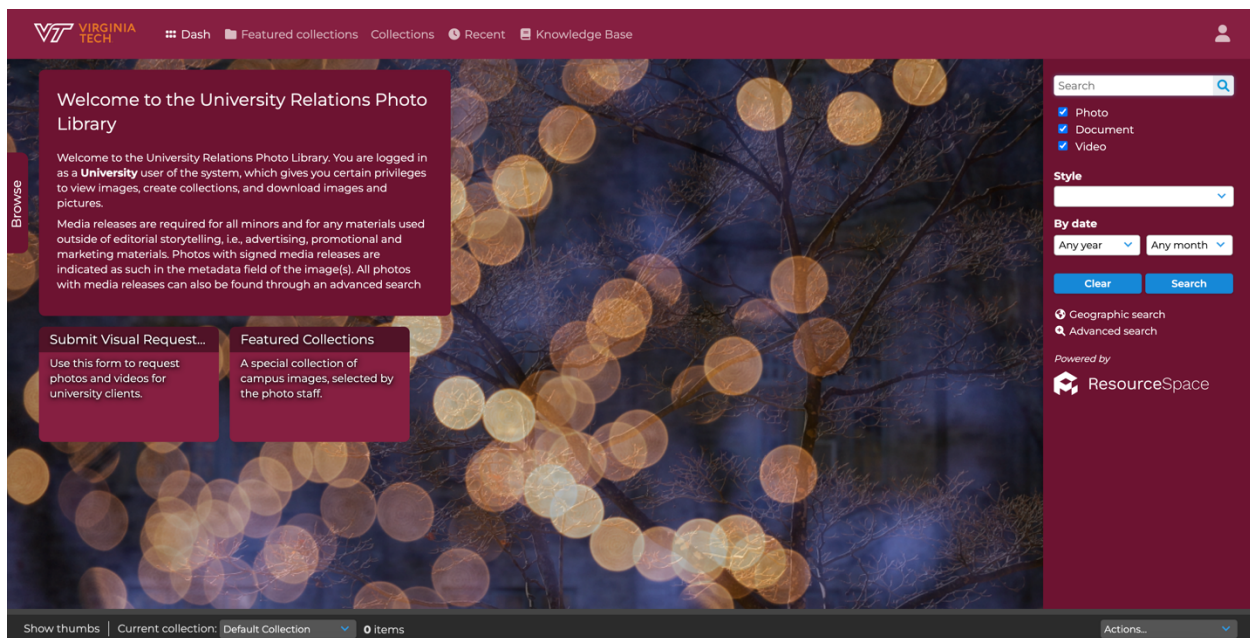 VT VIRGINIA
TECH
Dash Featured collections Collections Recent Knowledge Base
Browse
Welcome to the University Relations Photo
Library
Welcome to the University Relations Photo Library. You are logged in
as a University user of the system, which gives you certain privileges
to view images, create collections, and download images and
pictures.
Media releases are required for all minors and for any materials used
outside of editorial storytelling, i.e., advertising, promotional and
marketing materials. Photos with signed media releases are
indicated as such in the metadata field of the image(s). All photos
with media releases can also be found through an advanced search
Submit Visual Request...
Use this form to request
photos and videos for
university clients.
Featured Collections
A special collection of
campus images, selected by
the photo staff.
Search
Photo
Document
Video
Style
By date
Any year Any month
Clear Search
Geographic search
Advanced search
Powered by
ResourceSpace
Show thumbs | Current collection: Default Collection 0 items Actions...